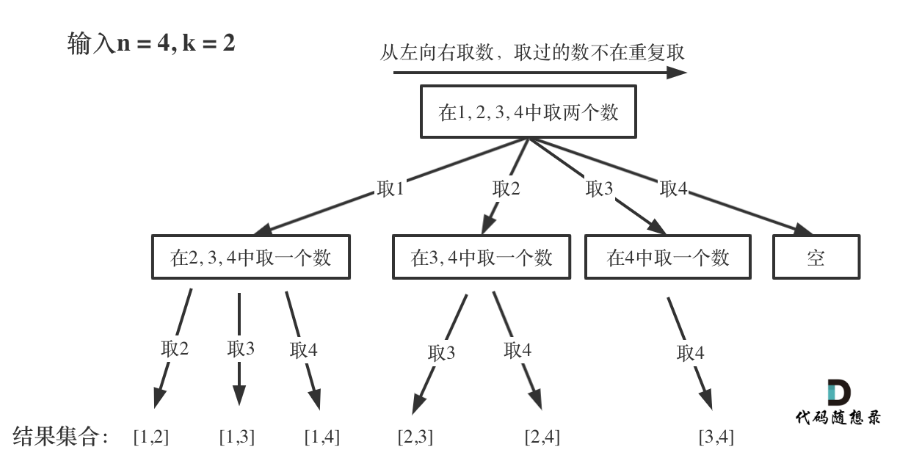 输入n = 4, k = 2
从左向右取数，取过的数不在重复取
在1, 2, 3, 4中取两个数
取1
取2
取3
取4
在2, 3, 4中取一个数
在3, 4中取一个数
在4中取一个数
空
取2
取3
取4
取3
取4
取4
结果集合： [1,2] [1,3] [1,4] [2,3] [2,4] [3,4]
代码随想录